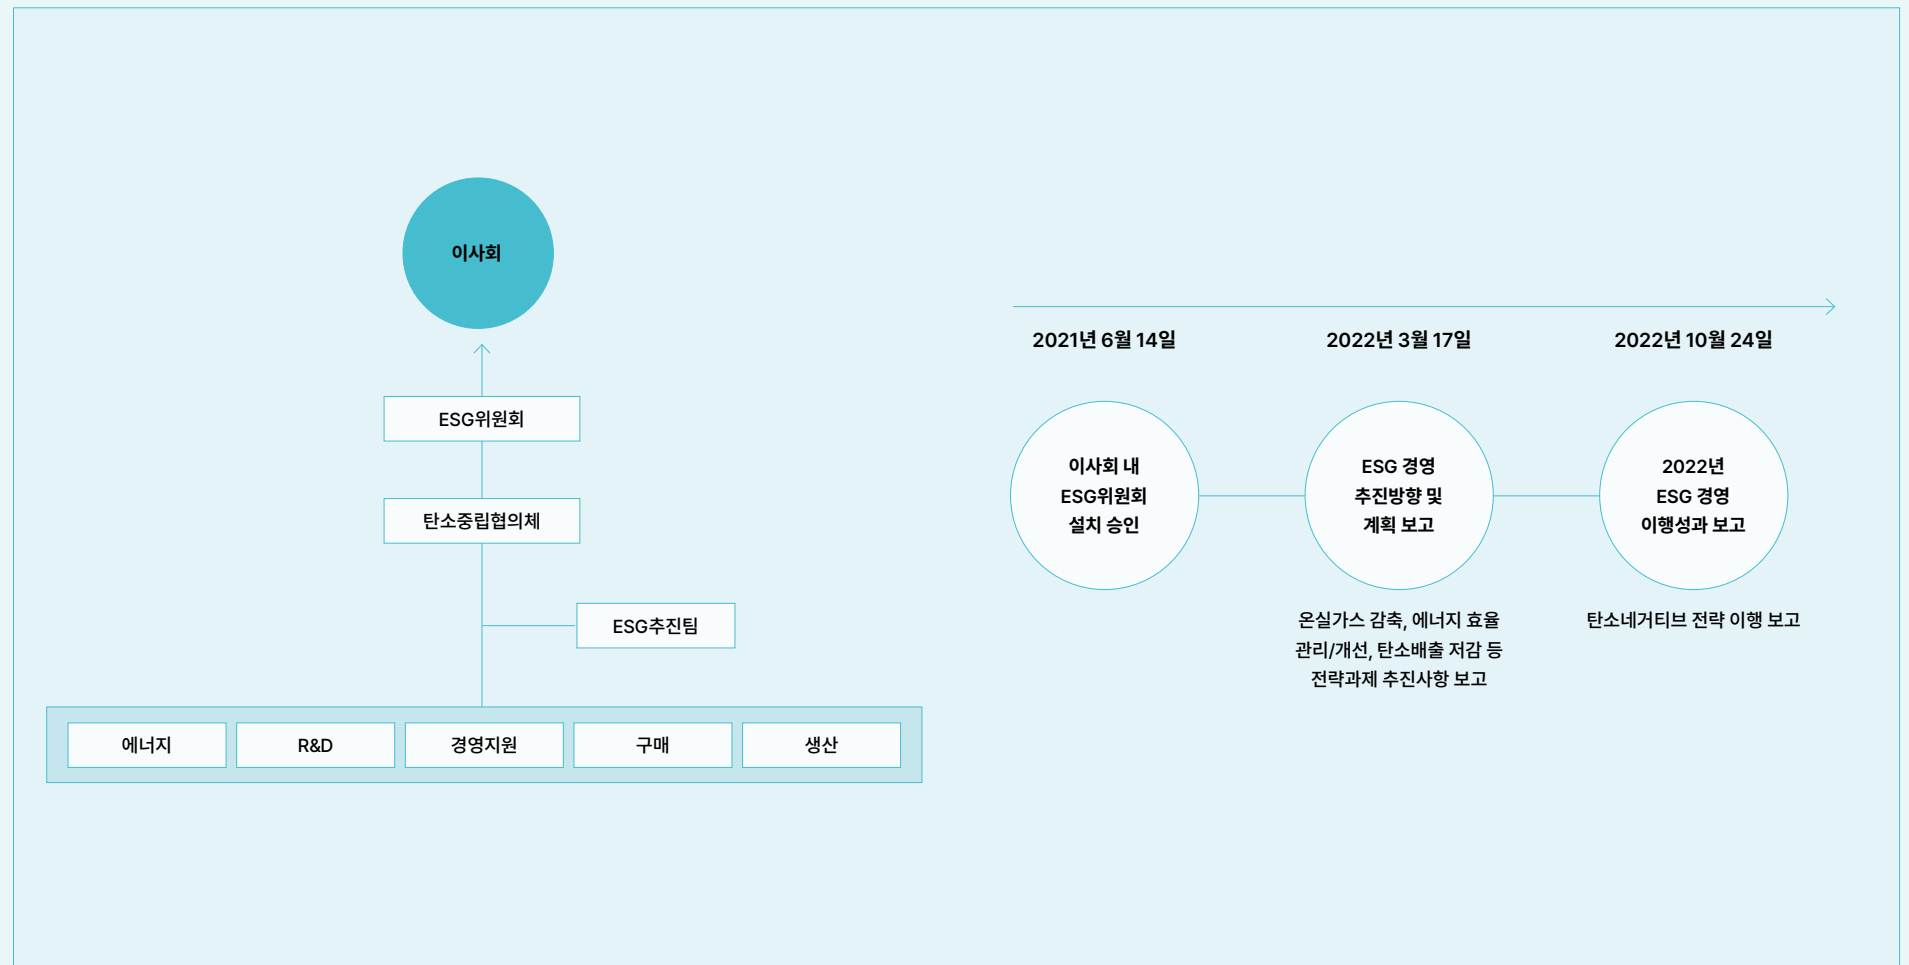 이사회
ESG위원회
탄소중립협의체
ESG추진팀
에너지
R&D
경영지원
구매
생산
2021년 6월 14일
2022년 3월 17일
2022년 10월 24일
이사회 내
ESG위원회
설치 승인
ESG 경영
추진방향 및
계획 보고
온실가스 감축, 에너지 효율
관리/개선, 탄소배출 저감 등
전략과제 추진사항 보고
2022년
ESG 경영
이행성과 보고
탄소네거티브 전략 이행 보고